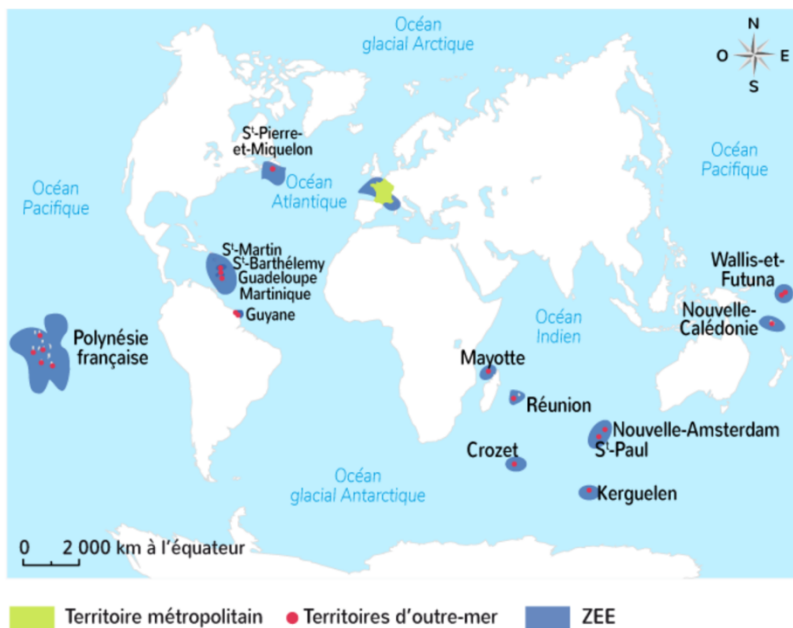 Océan
glacial Arctique
N
O
E
S
St-Pierre-
et-Miquelon
Océan
Pacifique
Océan
Atlantique
Océan
Pacifique
St-Martin
St-Barthélemy
Guadeloupe
Martinique
Guyane
Wallis-et-
Futuna
Nouvelle-
Calédonie
Polynésie
française
Océan
Indien
Mayotte
Réunion
Nouvelle-Amsterdam
St-Paul
Crozet
Kerguelen
Océan
glacial Antarctique
0 2 000 km à l'équateur
Territoire métropolitain
Territoires d'outre-mer
ZEE